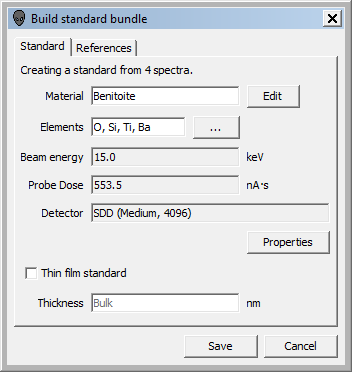 Build standard bundle
Standard References
Creating a standard from 4 spectra.
Material Benitoite Edit
Elements O, Si, Ti, Ba ...
Beam energy 15.0 keV
Probe Dose 553.5 nA·s
Detector SDD (Medium, 4096)
Properties
Thin film standard
Thickness Bulk nm
Save Cancel